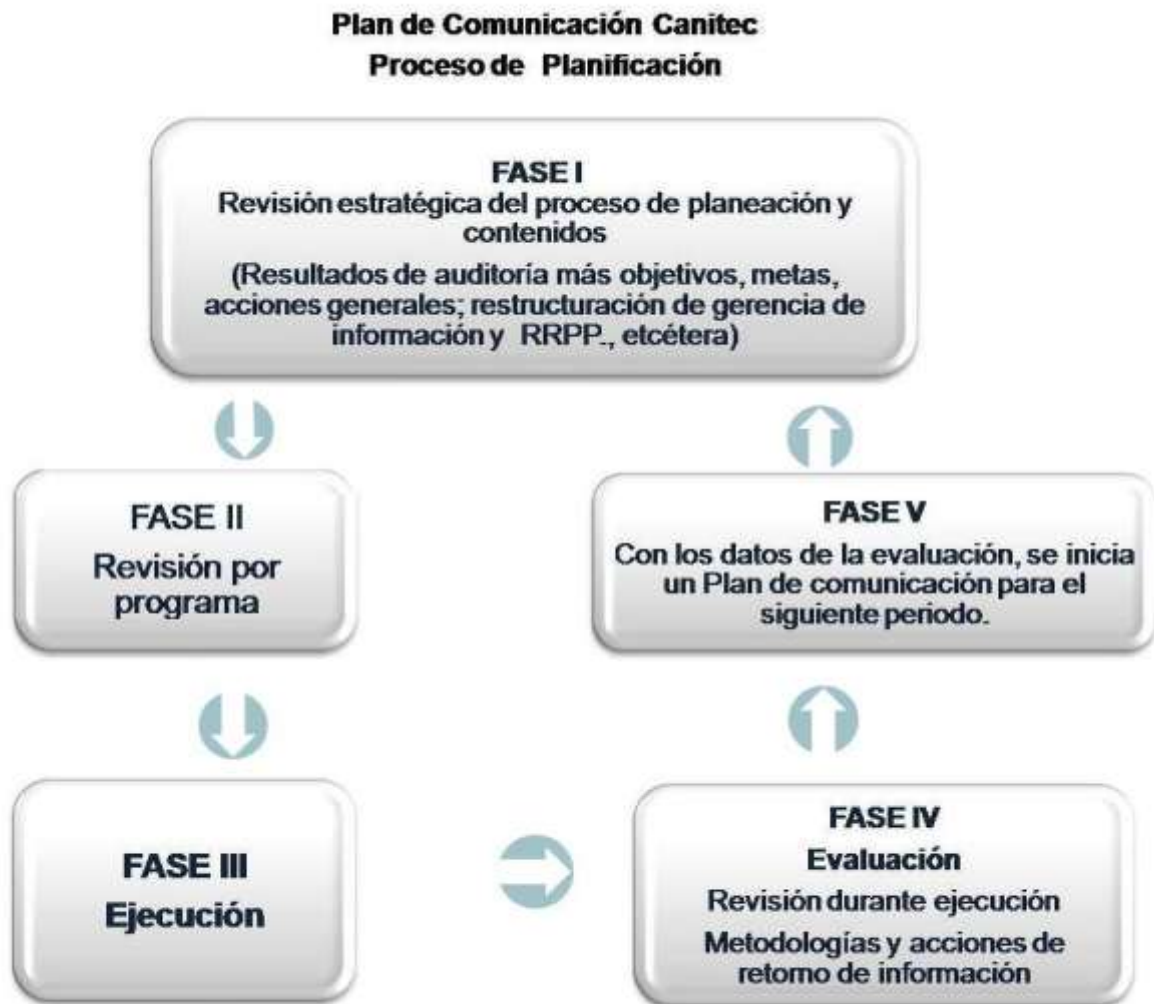 Plan de Comunicación Canitec
Proceso de Planificación
FASE I
Revisión estratégica del proceso de planeación y
contenidos
(Resultados de auditoría más objetivos, metas,
acciones generales; restructuración de gerencia de
información y RRPP., etcétera)
FASE II
Revisión por
programa
FASE III
Ejecución
FASE IV
Evaluación
Revisión durante ejecución
Metodologías y acciones de
retorno de información
FASE V
Con los datos de la evaluación, se inicia
un Plan de comunicación para el
siguiente periodo.